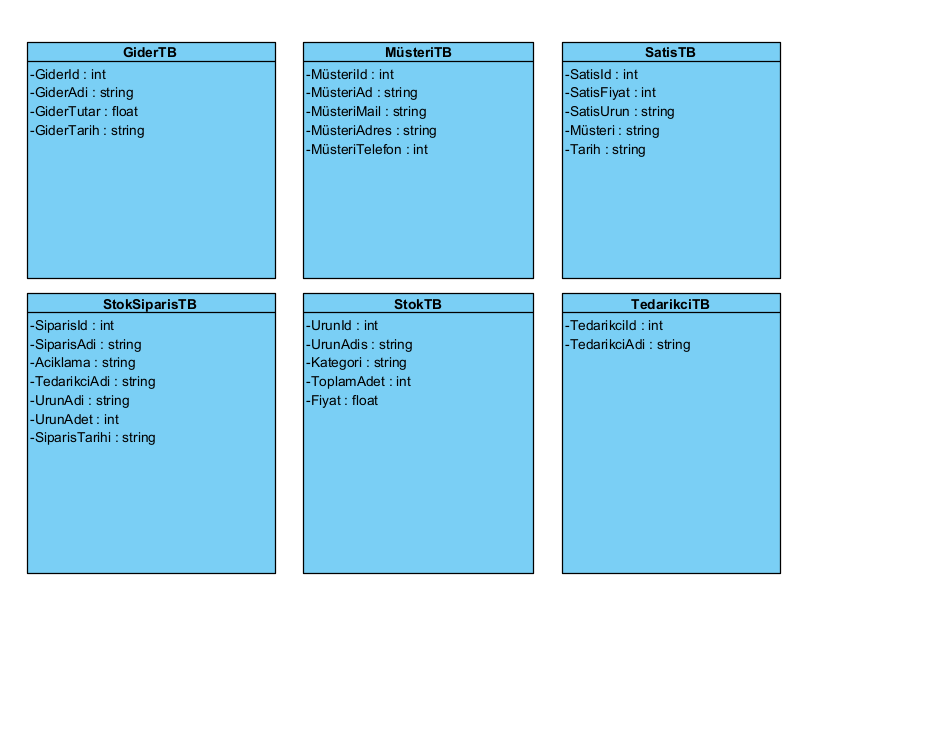 GiderTB
-GiderId : int
-GiderAdi : string
-GiderTutar : float
-GiderTarih : string
MüsteriTB
-MüsteriId : int
-MüsteriAd : string
-MüsteriMail : string
-MüsteriAdres : string
-MüsteriTelefon : int
SatisTB
-SatisId : int
-SatisFiyat : int
-SatisUrun : string
-Müsteri : string
-Tarih : string
StokSiparisTB
-SiparisId : int
-SiparisAdi : string
-Aciklama : string
-TedarikciAdi : string
-UrunAdi : string
-UrunAdet : int
-SiparisTarihi : string
StokTB
-UrunId : int
-UrunAdis : string
-Kategori : string
-ToplamAdet : int
-Fiyat : float
TedarikciTB
-TedarikciId : int
-TedarikciAdi : string